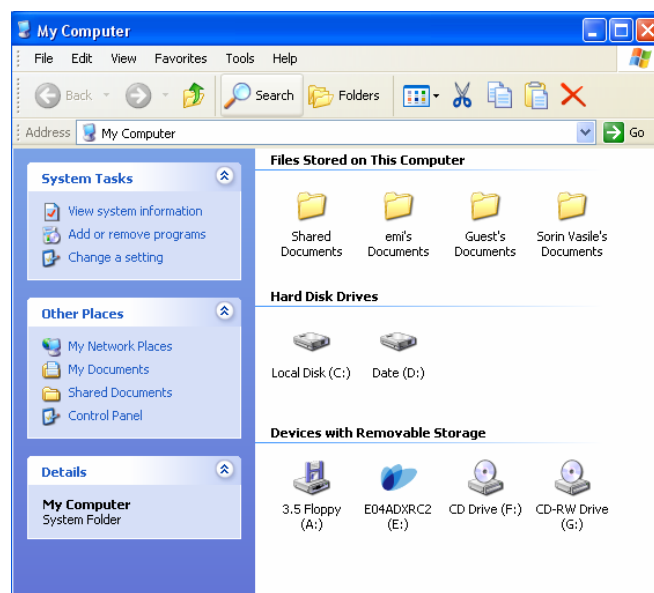 My Computer
File Edit View Favorites Tools Help
Back Search Folders
Address My Computer Go
System Tasks
View system information
Add or remove programs
Change a setting
Other Places
My Network Places
My Documents
Shared Documents
Control Panel
Details
My Computer
System Folder
Files Stored on This Computer
Shared
Documents
emi's
Documents
Guest's
Documents
Sorin Vasile's
Documents
Hard Disk Drives
Local Disk (C:)
Date (D:)
Devices with Removable Storage
3.5 Floppy
(A:)
E04ADXRC2
(E:)
CD Drive (F:)
CD-RW Drive
(G:)